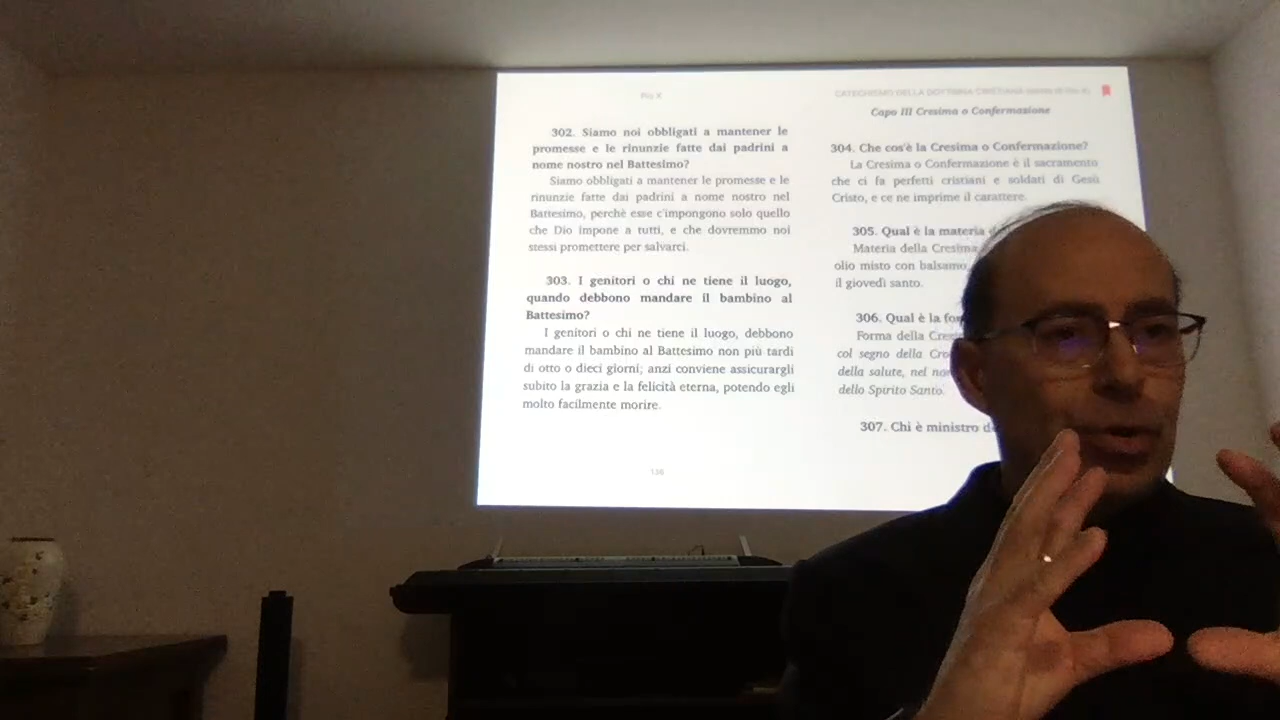 Pio X
302. Siamo noi obbligati a mantener le
promesse e le rinunzie fatte dai padrini a
nome nostro nel Battesimo?
Siamo obbligati a mantener le promesse e le
rinunzie fatte dai padrini a nome nostro nel
Battesimo, perchè esse c'impongono solo quello
che Dio impone a tutti, e che dovremmo noi
stessi promettere per salvarci.
303. I genitori o chi ne tiene il luogo,
quando debbono mandare il bambino al
Battesimo?
I genitori o chi ne tiene il luogo, debbono
mandare il bambino al Battesimo non più tardi
di otto o dieci giorni; anzi conviene assicurargli
subito la grazia e la felicità eterna, potendo egli
molto facilmente morire.
136
CATECHISMO DELLA DOTTRINA CRISTIANA
Capo III Cresima o Confermazione
304. Che cos'è la Cresima o Confermazione?
La Cresima o Confermazione è il sacramento
che ci fa perfetti cristiani e soldati di Gesù
Cristo, e ce ne imprime il carattere.
305. Qual è la materia
Materia della Cresima
olio misto con balsamo,
il giovedì santo.
306. Qual è la
Forma della
col segno della
della salute, nel
dello Spirito Santo.
307. Chi è ministro